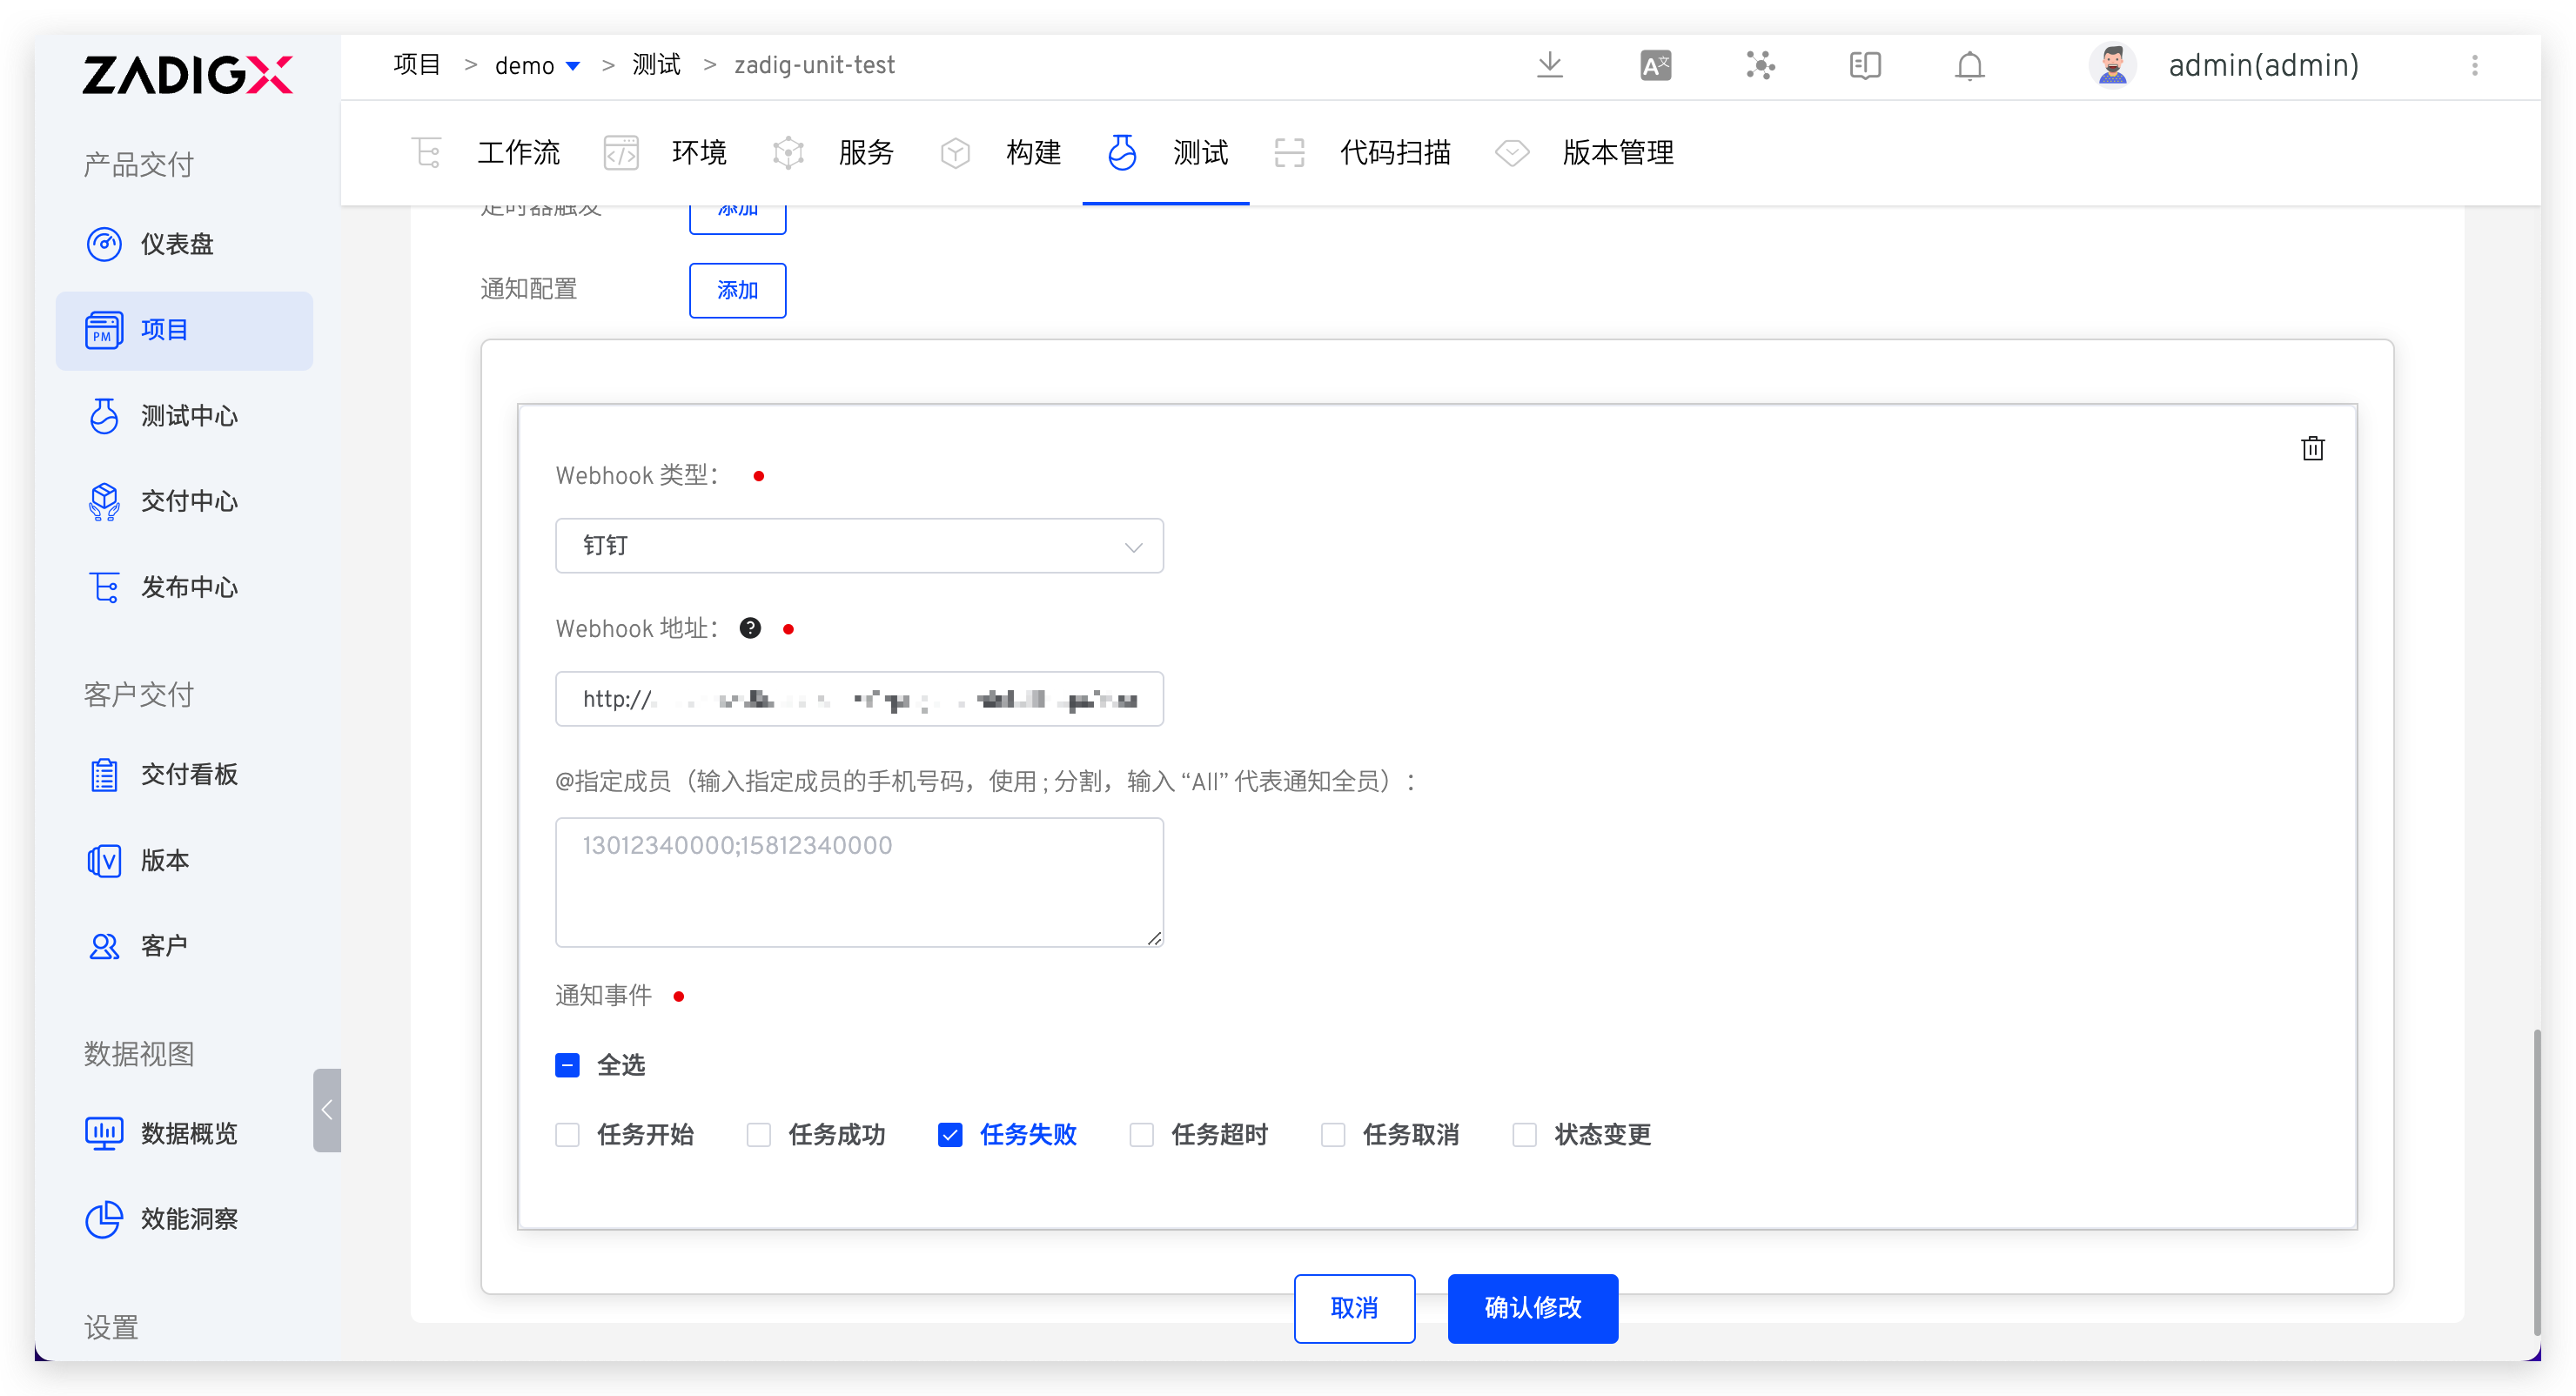 ZADIGX
项目 > demo > 测试 > zadig-unit-test
admin(admin)
工作流 环境 服务 构建 测试 代码扫描 版本管理
产品交付
仪表盘
PM 项目
测试中心
交付中心
发布中心
客户交付
交付看板
版本
客户
数据视图
数据概览
效能洞察
设置
定时器触发 添加
通知配置 添加
Webhook 类型：
钉钉
Webhook 地址：
http://
@指定成员（输入指定成员的手机号码，使用 ; 分割，输入 “All” 代表通知全员）：
13012340000;15812340000
通知事件
全选
任务开始 任务成功 任务失败 任务超时 任务取消 状态变更
取消 确认修改